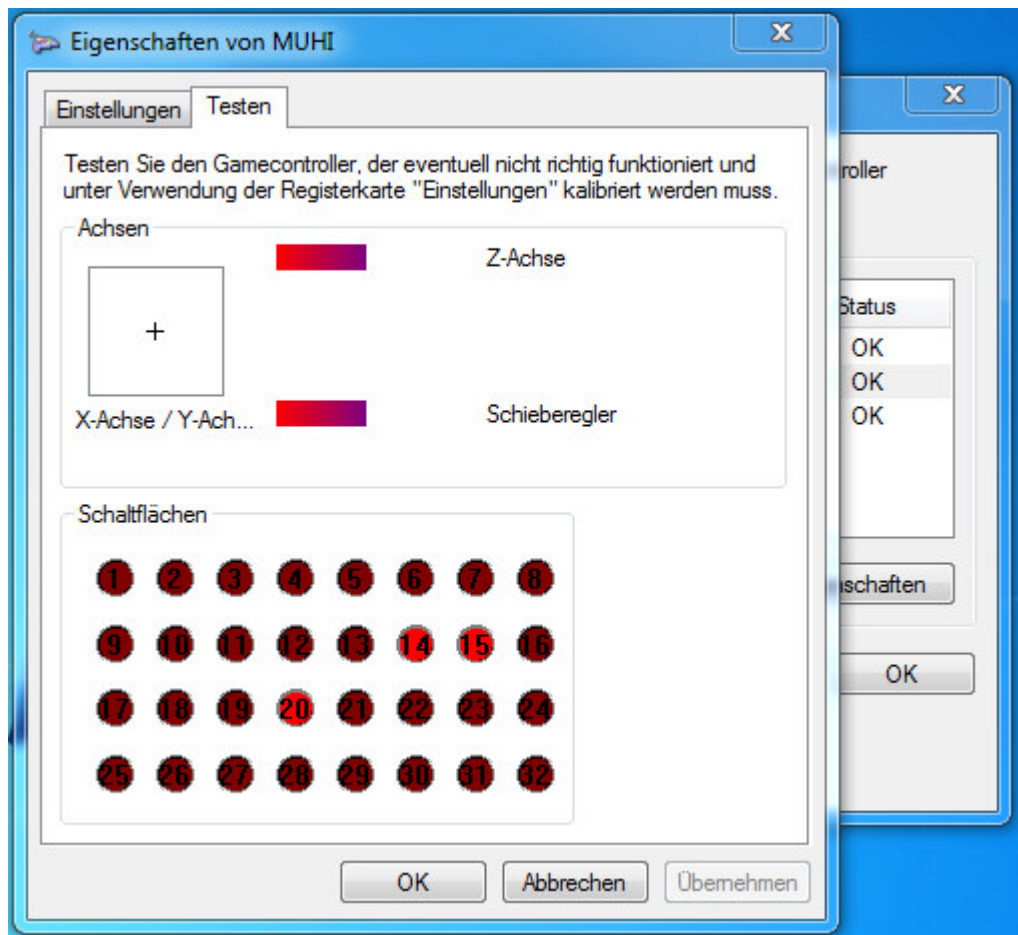 Eigenschaften von MUHI
Einstellungen
Testen
Testen Sie den Gamecontroller, der eventuell nicht richtig funktioniert und
unter Verwendung der Registerkarte "Einstellungen" kalibriert werden muss.
Achsen
Z-Achse
X-Achse / Y-Ach...
Schieberegler
Schaltflächen
1 2 3 4 5 6 7 8
9 10 11 12 13 14 15 16
17 18 19 20 21 22 23 24
25 26 27 28 29 30 31 32
OK
Abbrechen
Übernehmen
roller
Status
OK
OK
OK
schaften
OK